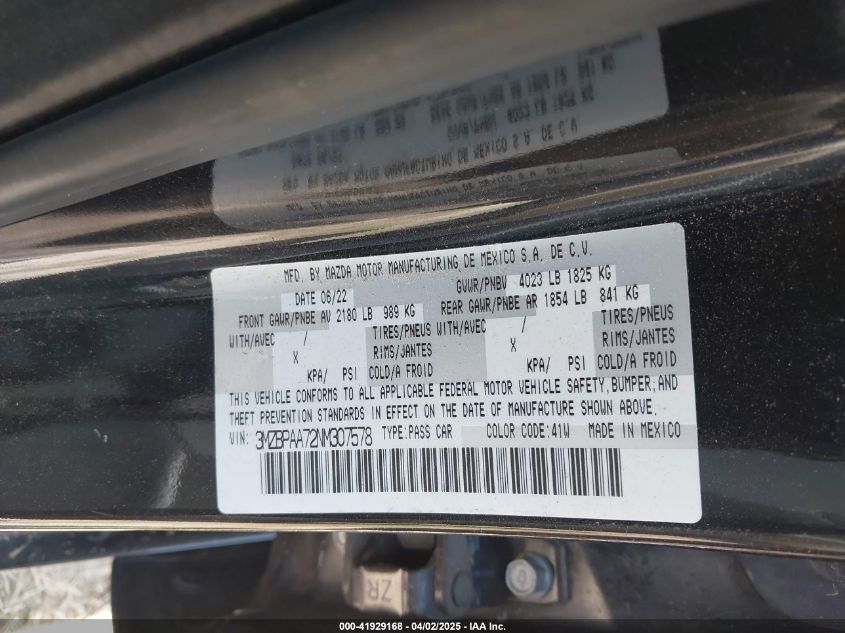 MFD. BY MAZDA MOTOR MANUFACTURING DE MEXICO S.A. DE C.V.
DATE 06/22 GVWR/PNBV 4023 LB 1825 KG
FRONT GAWR/PNBE AV 2180 LB 989 KG REAR GAWR/PNBE AR 1854 LB 841 KG
WITH/AVEC / TIRES/PNEUS WITH/AVEC / TIRES/PNEUS
X RIMS/JANTES X RIMS/JANTES
KPA/ PSI COLD/A FROID KPA/ PSI COLD/A FROID
THIS VEHICLE CONFORMS TO ALL APPLICABLE FEDERAL MOTOR VEHICLE SAFETY, BUMPER, AND
THEFT PREVENTION STANDARDS IN EFFECT ON THE DATE OF MANUFACTURE SHOWN ABOVE.
VIN: 3MZBPAA72NM307578 TYPE:PASS CAR COLOR CODE:41W MADE IN MEXICO
ZR
000-41929168 - 04/02/2025 - IAA Inc.